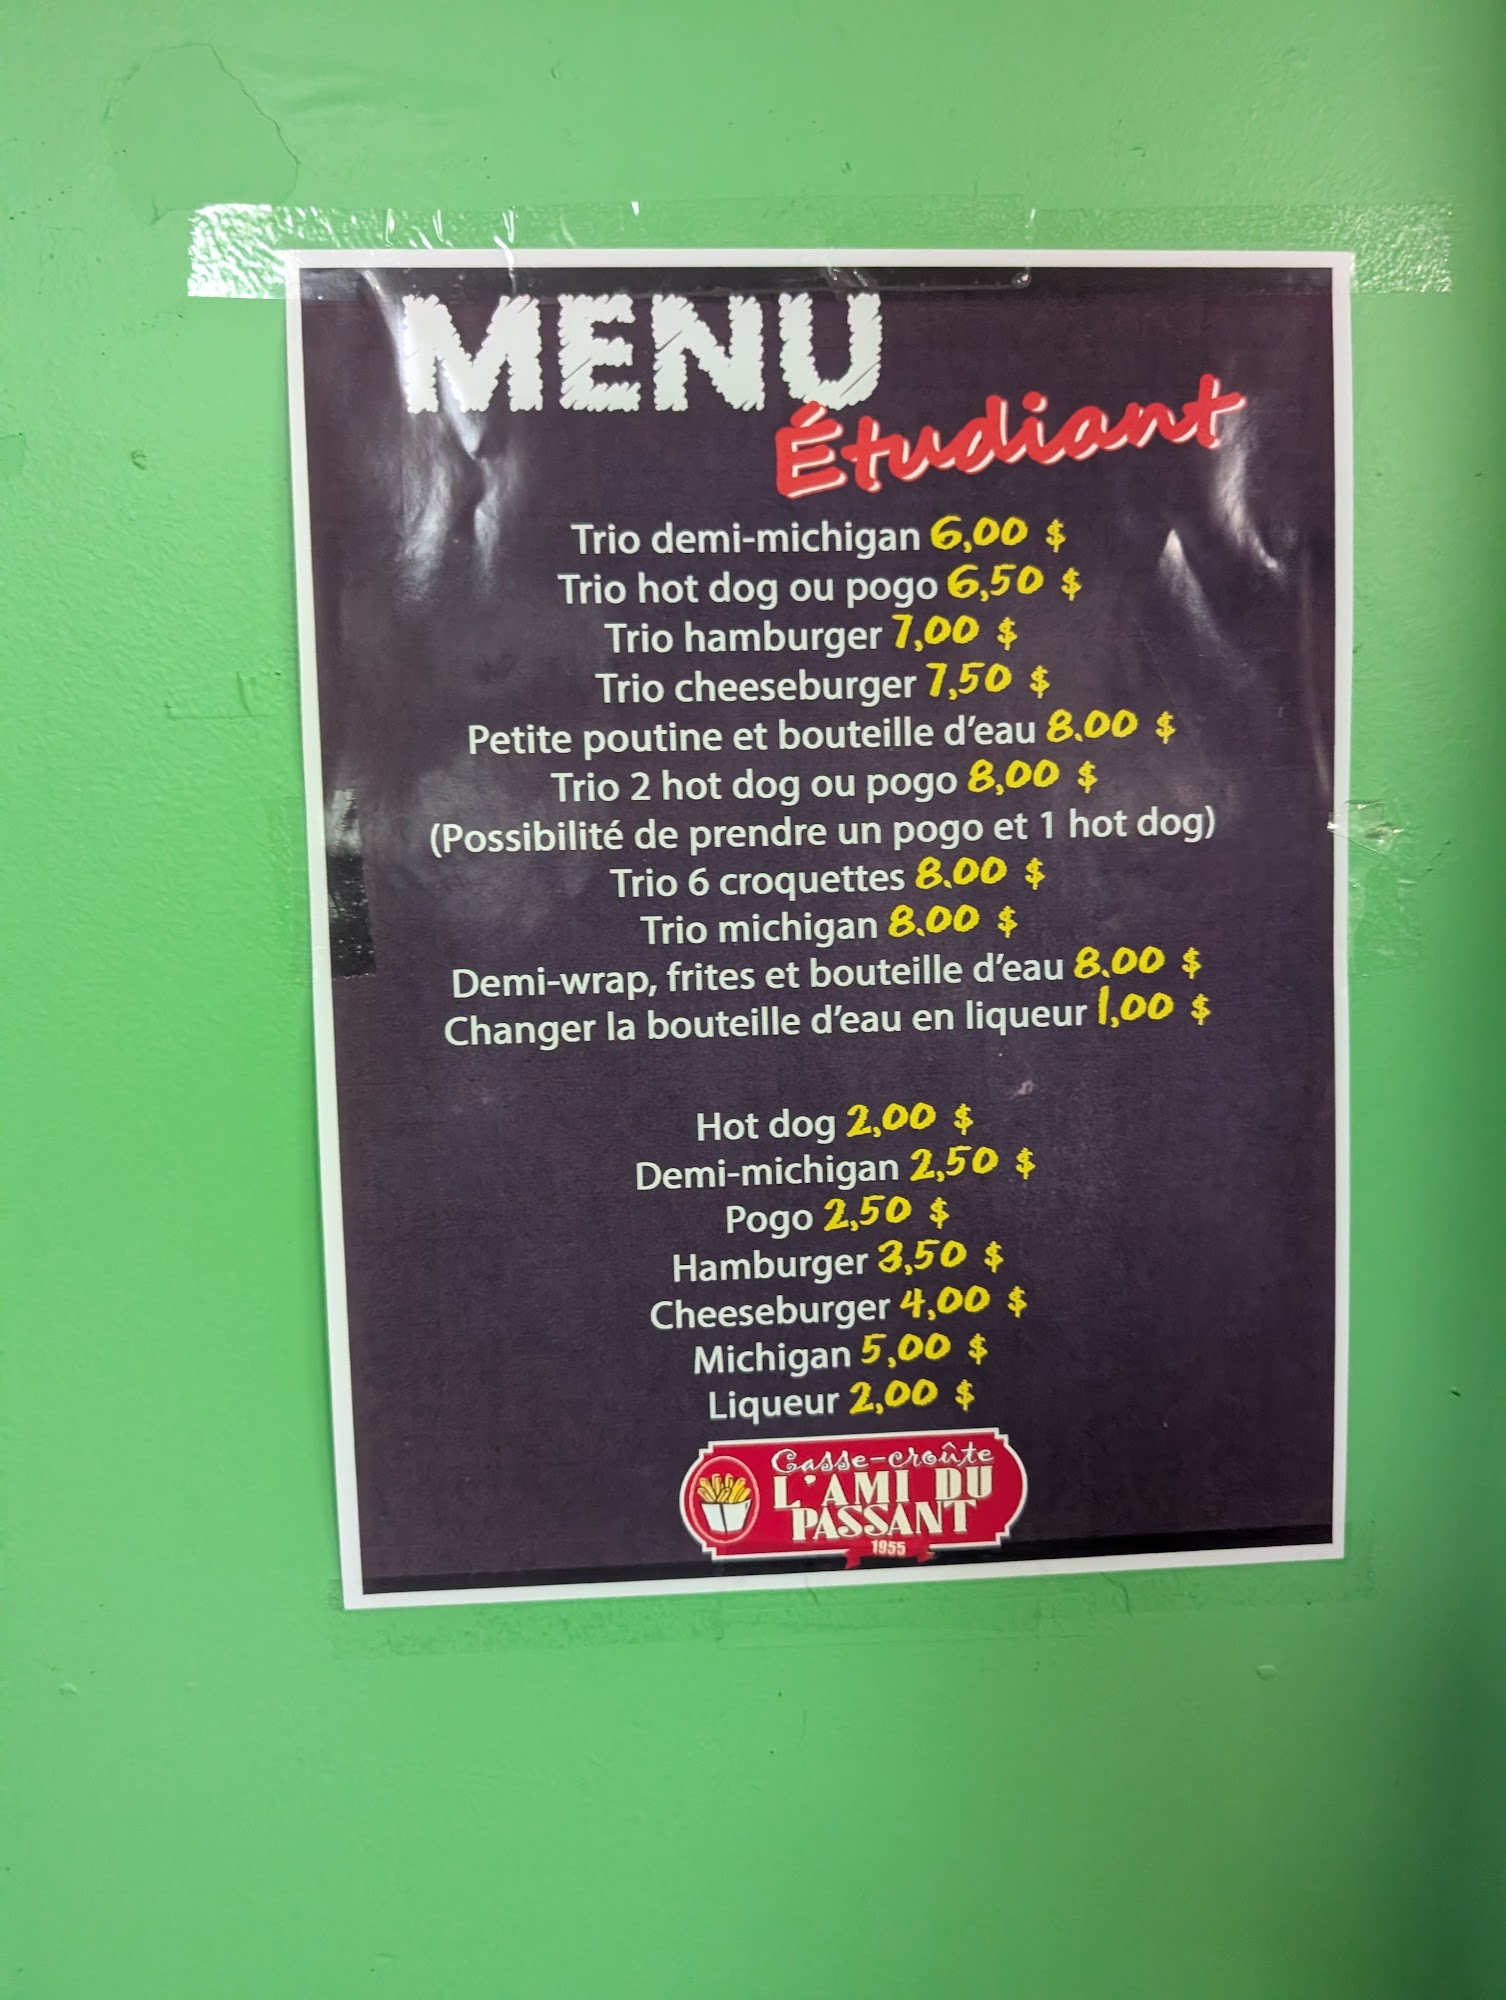 MENU
Étudiant
Trio demi-michigan 6,00 $
Trio hot dog ou pogo 6,50 $
Trio hamburger 7,00 $
Trio cheeseburger 7,50 $
Petite poutine et bouteille d'eau 8.00 $
Trio 2 hot dog ou pogo 8,00 $
(Possibilité de prendre un pogo et 1 hot dog)
Trio 6 croquettes 8.00 $
Trio michigan 8.00 $
Demi-wrap, frites et bouteille d'eau 8.00 $
Changer la bouteille d'eau en liqueur 1,00 $
Hot dog 2,00 $
Demi-michigan 2,50 $
Pogo 2,50 $
Hamburger 3,50 $
Cheeseburger 4,00 $
Michigan 5,00 $
Liqueur 2,00 $
Casse-croûte
L'AMI DU
PASSANT
1955